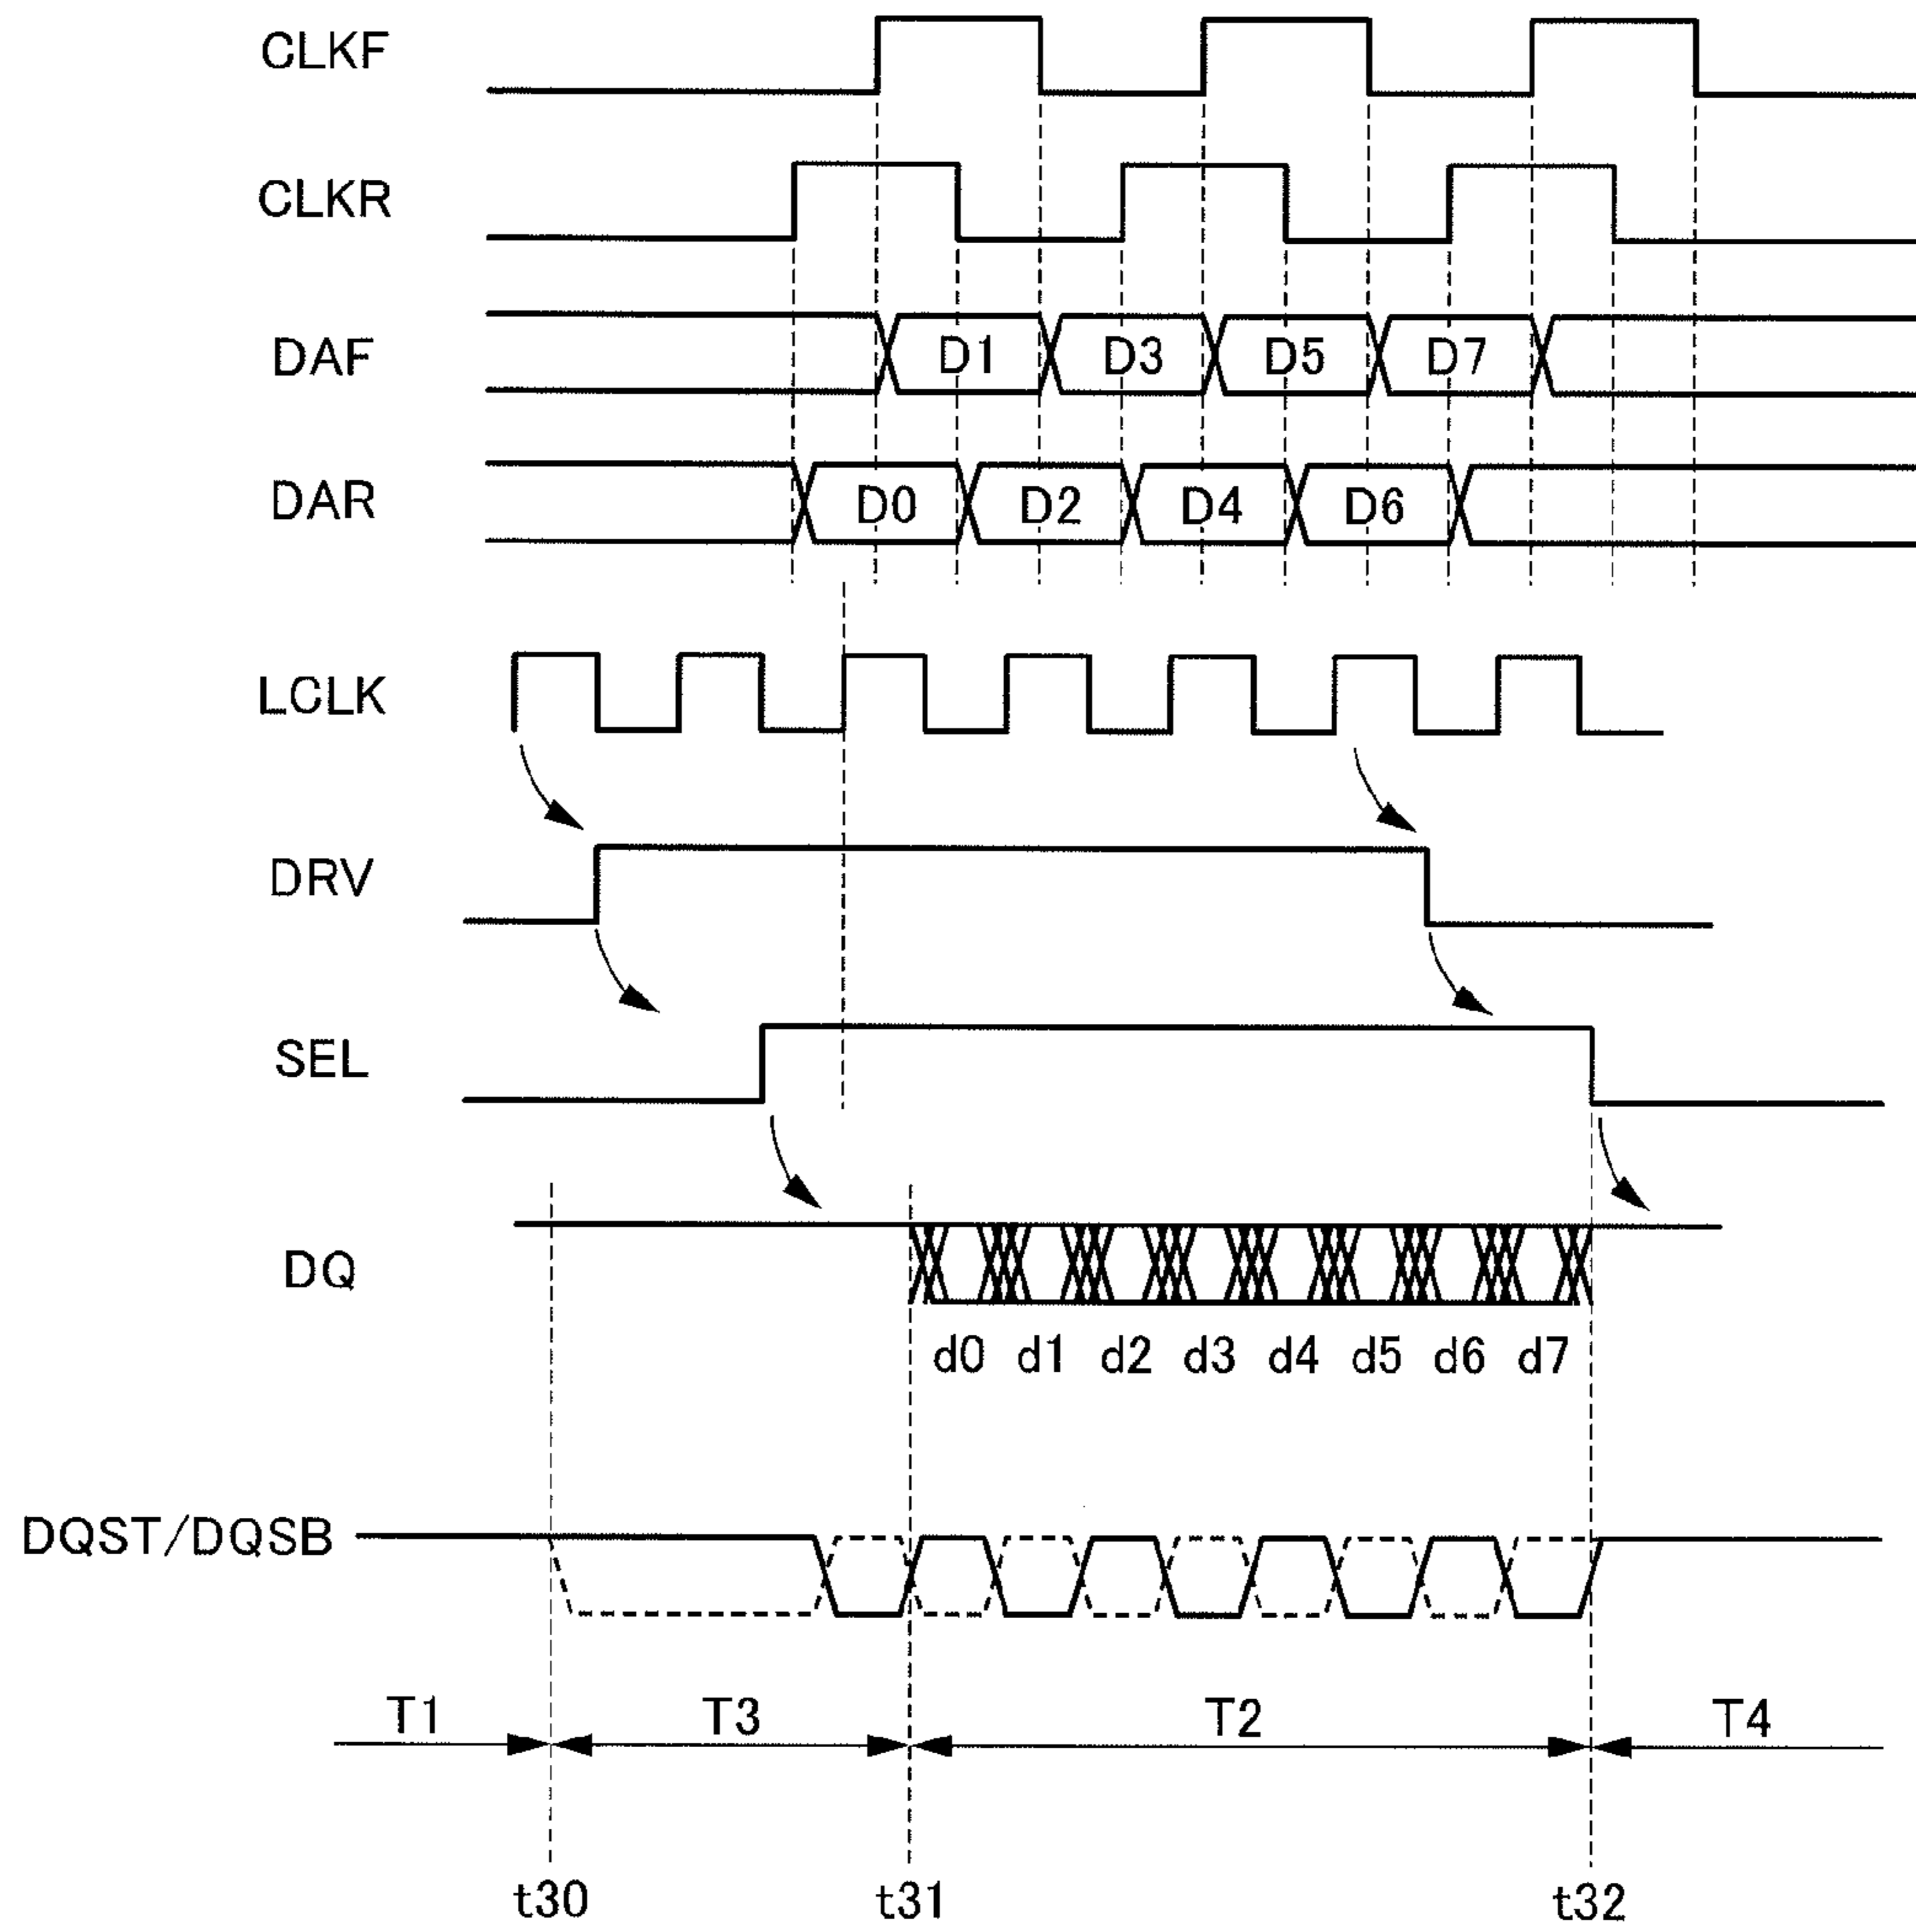 CLKF
CLKR
DAF D1 D3 D5 D7
DAR D0 D2 D4 D6
LCLK
DRV
SEL
DQ
d0 d1 d2 d3 d4 d5 d6 d7
DQST/DQSB
T1 T3 T2 T4
t30 t31 t32